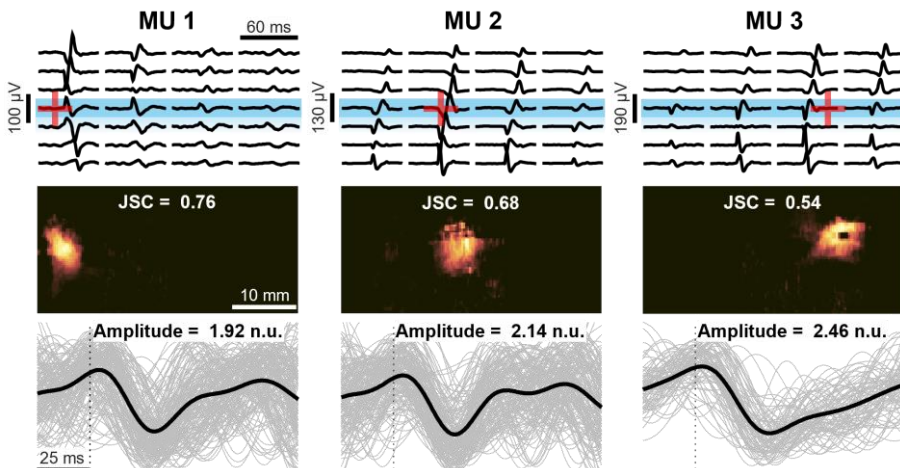 MU 1
MU 2
MU 3
60 ms
100 µV
130 µV
190 µV
JSC = 0.76
JSC = 0.68
JSC = 0.54
10 mm
Amplitude = 1.92 n.u.
Amplitude = 2.14 n.u.
Amplitude = 2.46 n.u.
25 ms